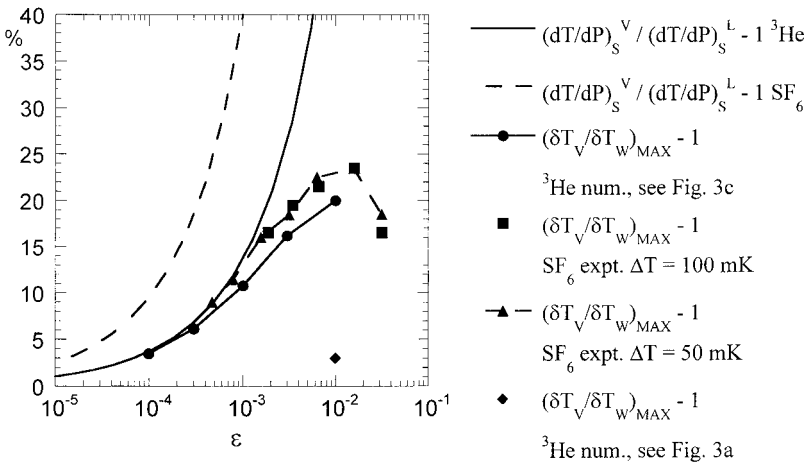 40
%
35
30
25
20
15
10
5
0
10⁻⁵ 10⁻⁴ 10⁻³ 10⁻² 10⁻¹
ε
(dT/dP)_S^V / (dT/dP)_S^L - 1 ³He
(dT/dP)_S^V / (dT/dP)_S^L - 1 SF₆
(δT_V/δT_W)_MAX - 1
³He num., see Fig. 3c
(δT_V/δT_W)_MAX - 1
SF₆ expt. ΔT = 100 mK
(δT_V/δT_W)_MAX - 1
SF₆ expt. ΔT = 50 mK
(δT_V/δT_W)_MAX - 1
³He num., see Fig. 3a